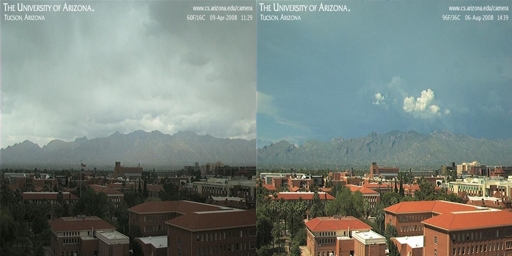 THE UNIVERSITY OF ARIZONA.
TUCSON, ARIZONA
www.cs.arizona.edu/camera
60F/16C 09-Apr-2008 11:29
THE UNIVERSITY OF ARIZONA.
TUCSON, ARIZONA
www.cs.arizona.edu/camera
96F/36C 06-Aug-2008 14:39